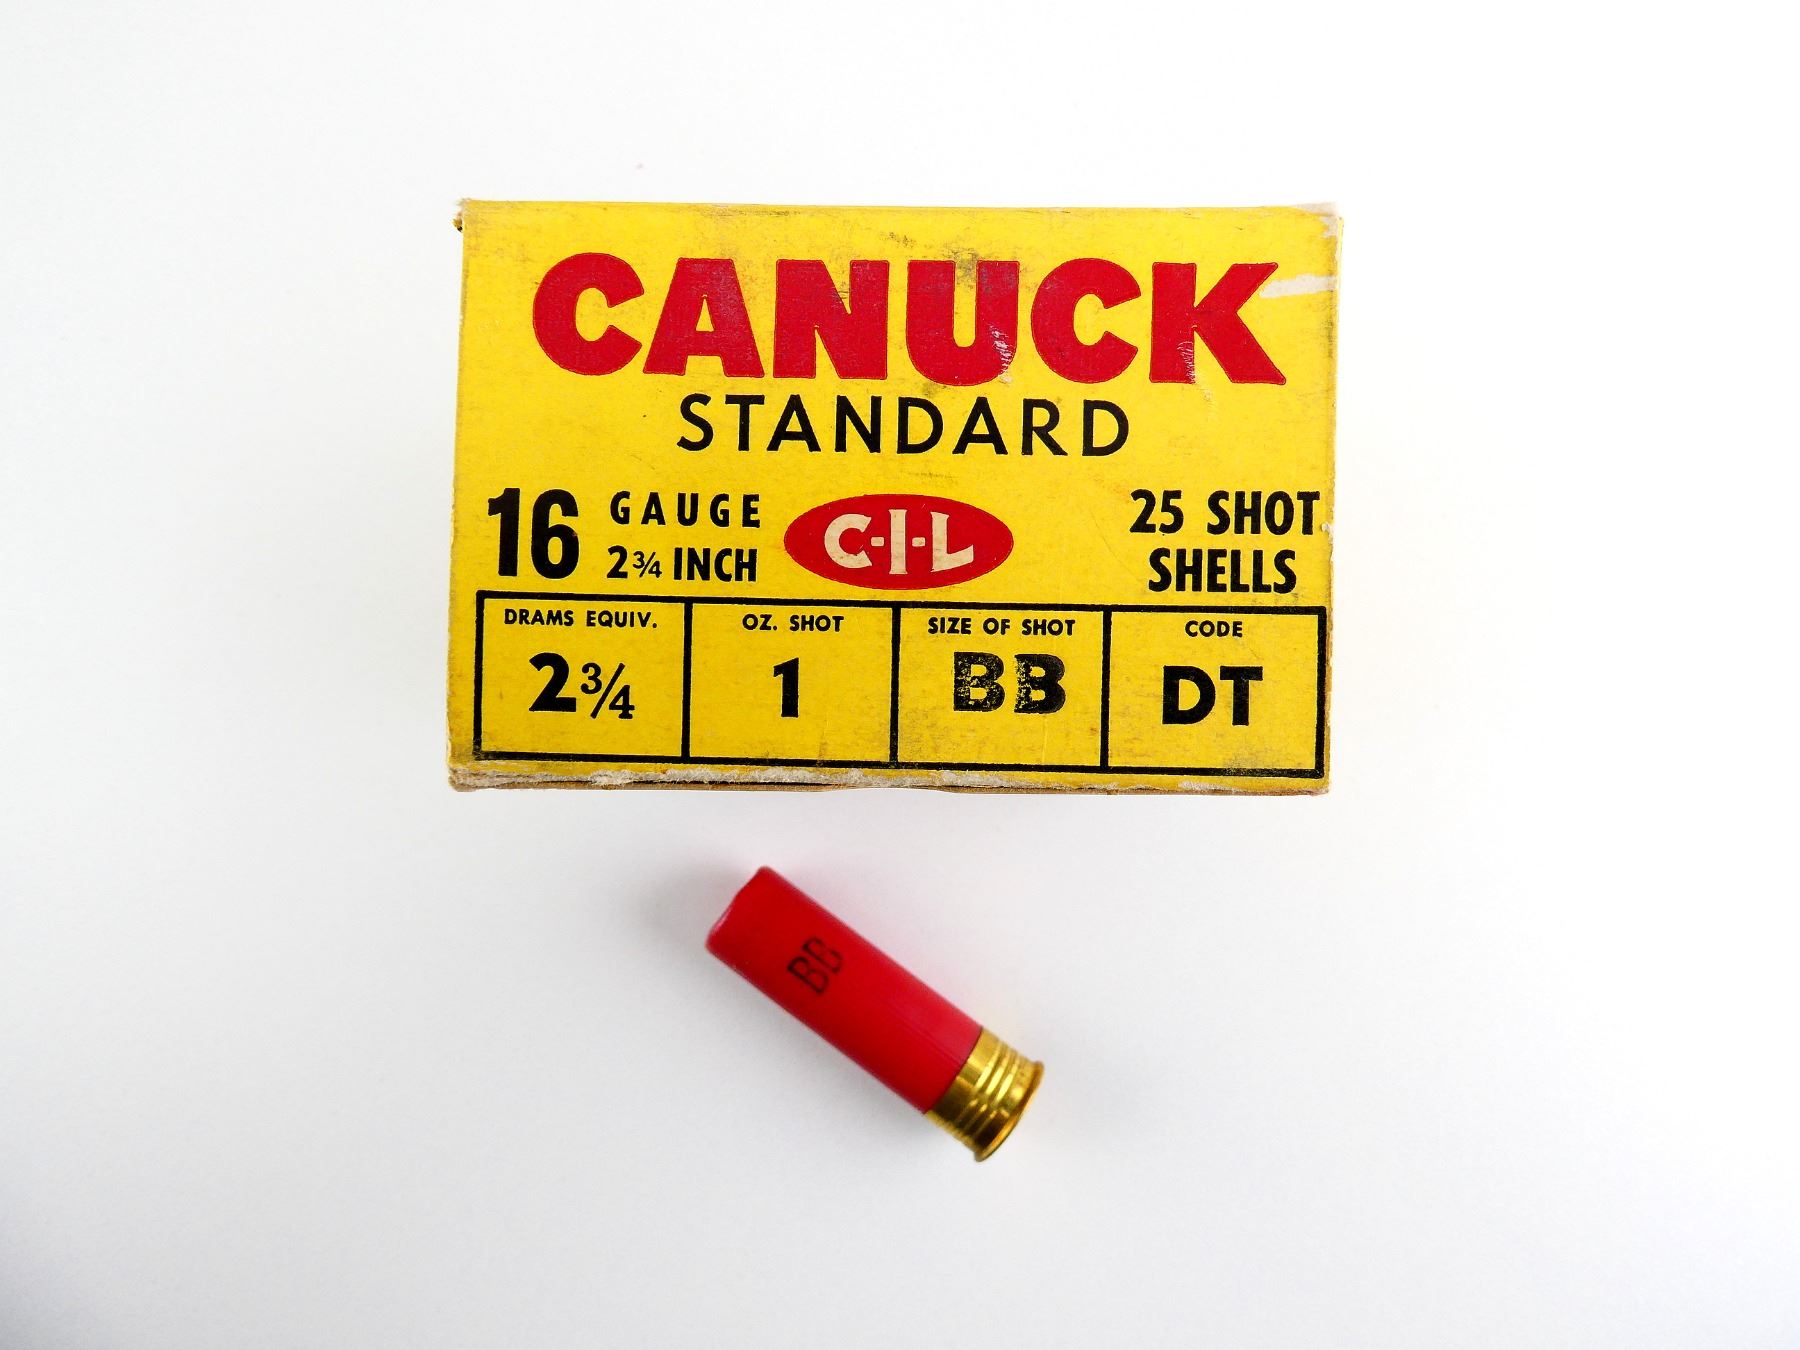 CANUCK
STANDARD
16 GAUGE
2¾ INCH
C-I-L
25 SHOT
SHELLS
DRAMS EQUIV.
2¾
OZ. SHOT
1
SIZE OF SHOT
BB
CODE
DT
BB